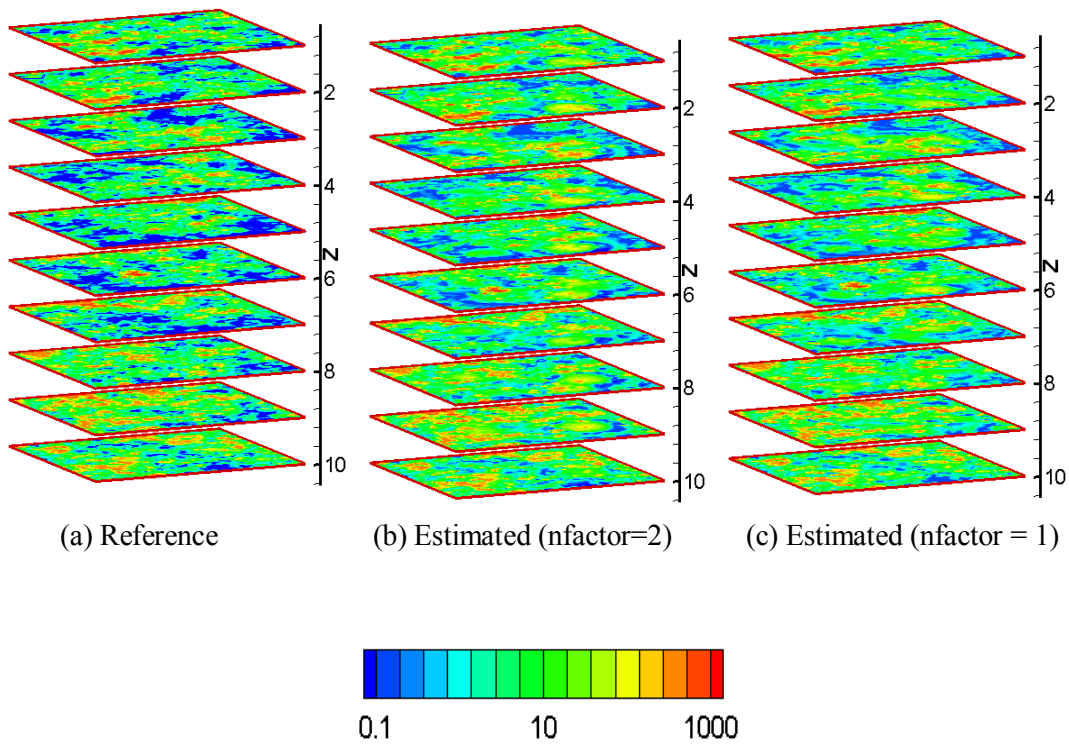 2
4
Z
6
8
10
2
4
Z
6
8
10
2
4
Z
6
8
10
(a) Reference
(b) Estimated (nfactor=2)
(c) Estimated (nfactor = 1)
0.1 10 1000